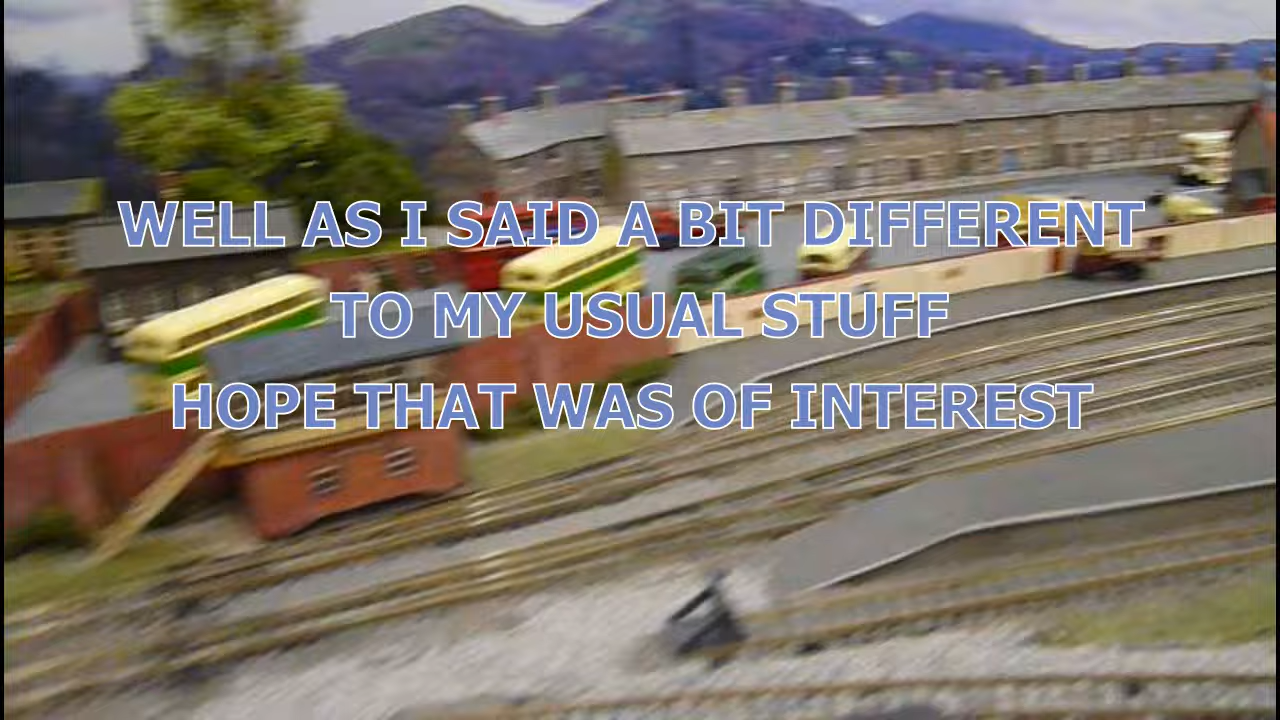 WELL AS I SAID A BIT DIFFERENT
TO MY USUAL STUFF
HOPE THAT WAS OF INTEREST